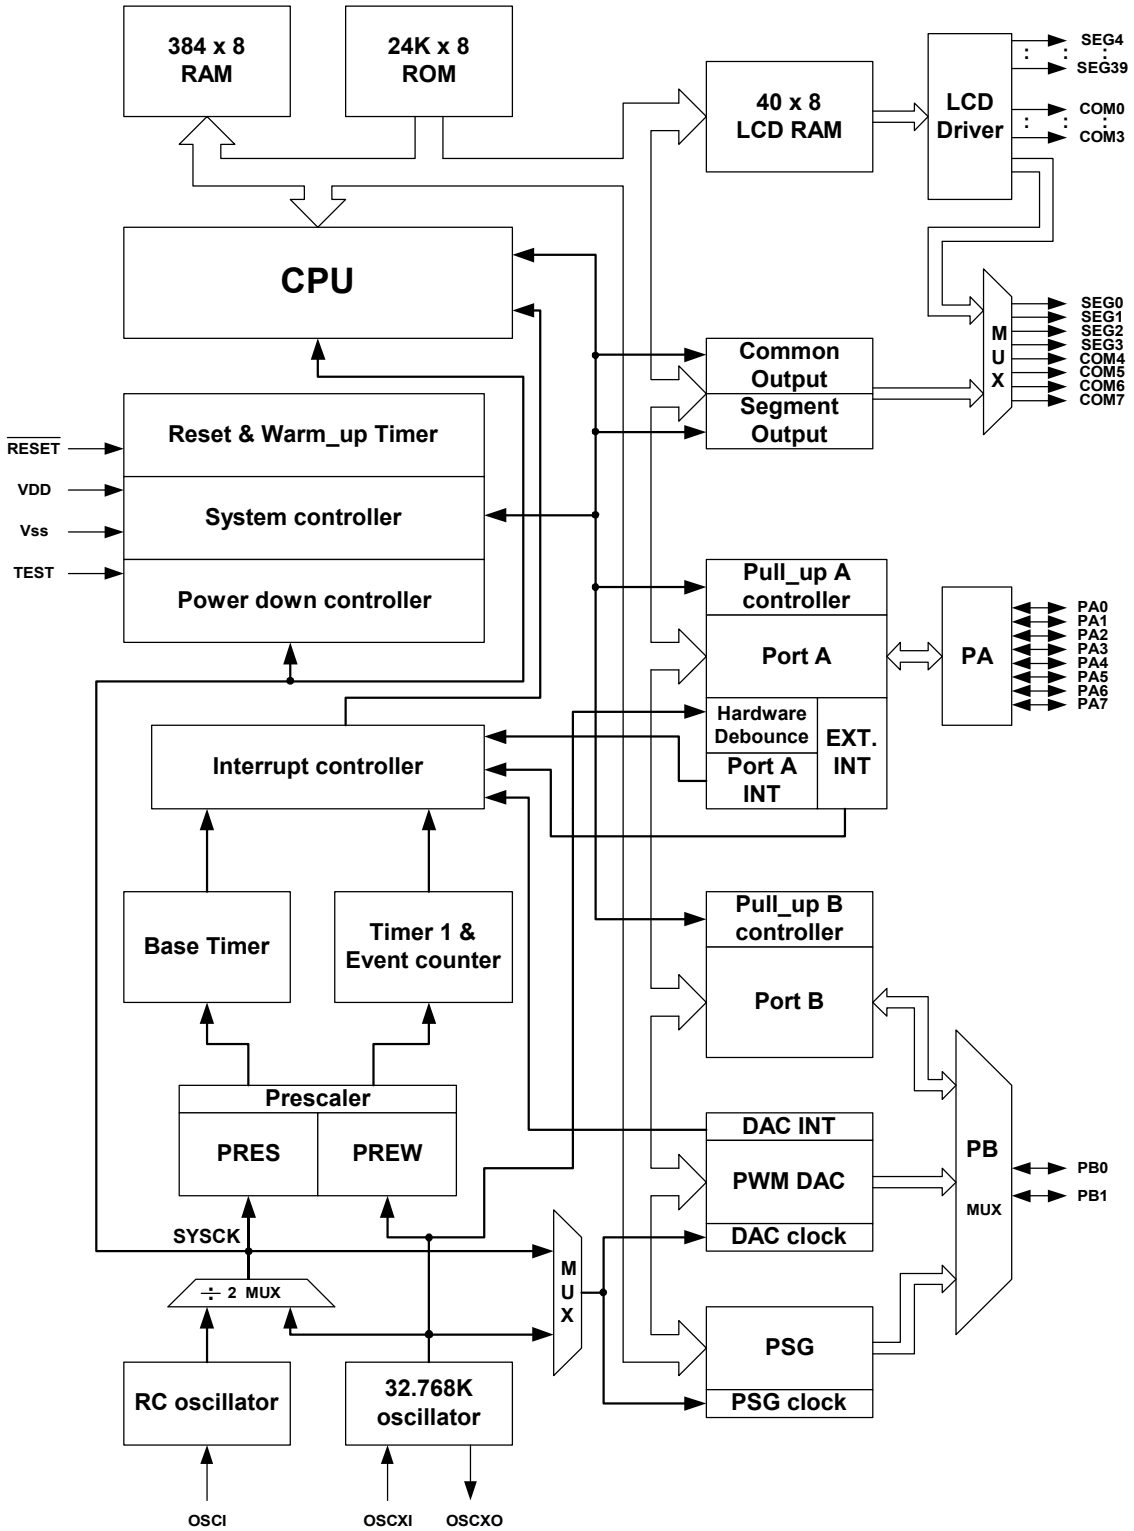 384 x 8
RAM
24K x 8
ROM
40 x 8
LCD RAM
LCD
Driver
SEG4
: : :
SEG39
COM0
: : :
COM3
CPU
Common
Output
Segment
Output
M
U
X
SEG0
SEG1
SEG2
SEG3
COM4
COM5
COM6
COM7
RESET
VDD
Vss
TEST
Reset & Warm_up Timer
System controller
Power down controller
Pull_up A
controller
Port A
Hardware
Debounce
Port A
INT
EXT.
INT
PA
PA0
PA1
PA2
PA3
PA4
PA5
PA6
PA7
Interrupt controller
Base Timer
Timer 1 &
Event counter
Pull_up B
controller
Port B
Prescaler
PRES
PREW
DAC INT
PWM DAC
DAC clock
PB
MUX
PB0
PB1
SYSCK
÷ 2 MUX
M
U
X
PSG
PSG clock
RC oscillator
32.768K
oscillator
OSCI
OSCXI
OSCXO